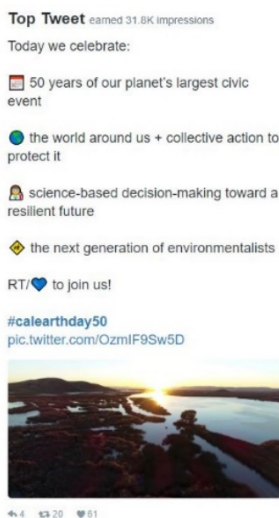 Top Tweet earned 31.8K impressions
Today we celebrate:
🗓 50 years of our planet's largest civic
event
🌎 the world around us + collective action to
protect it
👩‍🔬 science-based decision-making toward a
resilient future
🚸 the next generation of environmentalists
RT/💙 to join us!
#calearthday50
pic.twitter.com/OzmIF9Sw5D
4 20 61